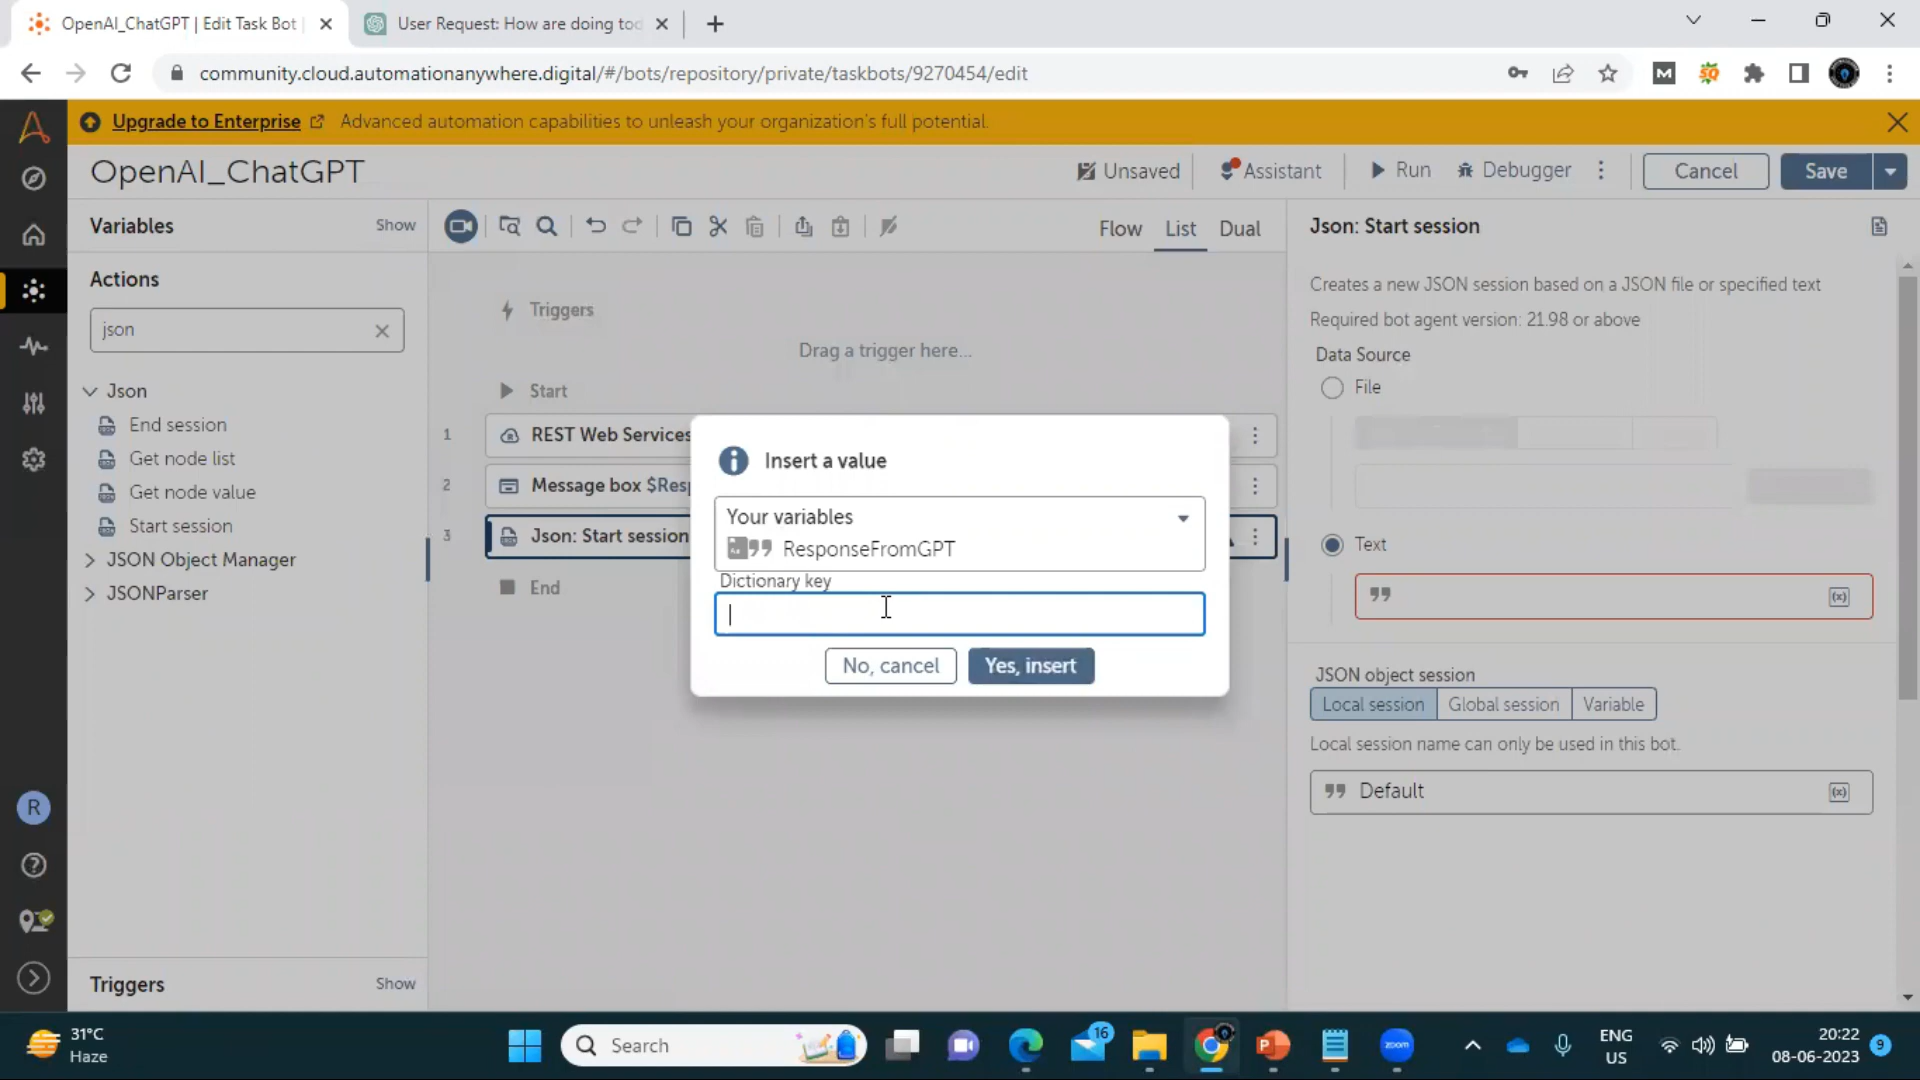 OpenAI_ChatGPT | Edit Task Bot
User Request: How are doing too
community.cloud.automationanywhere.digital/#/bots/repository/private/taskbots/9270454/edit
Upgrade to Enterprise Advanced automation capabilities to unleash your organization's full potential.
OpenAI_ChatGPT
Unsaved Assistant Run Debugger Cancel Save
Variables Show
Flow List Dual
Json: Start session
Actions
json
Json
End session
Get node list
Get node value
Start session
JSON Object Manager
JSONParser
Triggers
Drag a trigger here...
Start
1 REST Web Services
2 Message box $Resp
3 Json: Start session
End
Insert a value
Your variables
ResponseFromGPT
Dictionary key
No, cancel Yes, insert
Creates a new JSON session based on a JSON file or specified text
Required bot agent version: 21.98 or above
Data Source
File
Text
(x)
JSON object session
Local session Global session Variable
Local session name can only be used in this bot.
Default (x)
R
Triggers Show
31°C
Haze
Search
16
zoom
ENG
US
20:22
08-06-2023
9